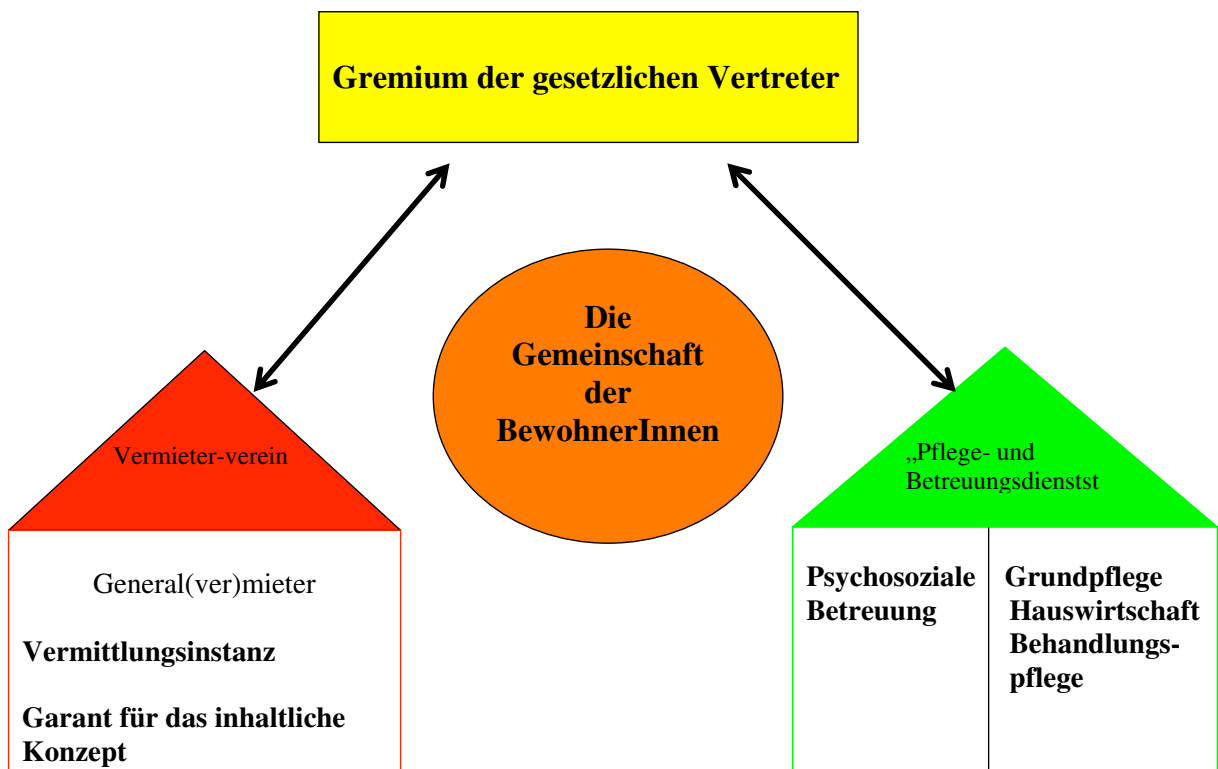 Gremium der gesetzlichen Vertreter
Die
Gemeinschaft
der
BewohnerInnen
Vermieter-verein
„Pflege- und
Betreuungsdienstst
General(ver)mieter
Vermittlungsinstanz
Garant für das inhaltliche
Konzept
Psychosoziale
Betreuung
Grundpflege
Hauswirtschaft
Behandlungs-
pflege